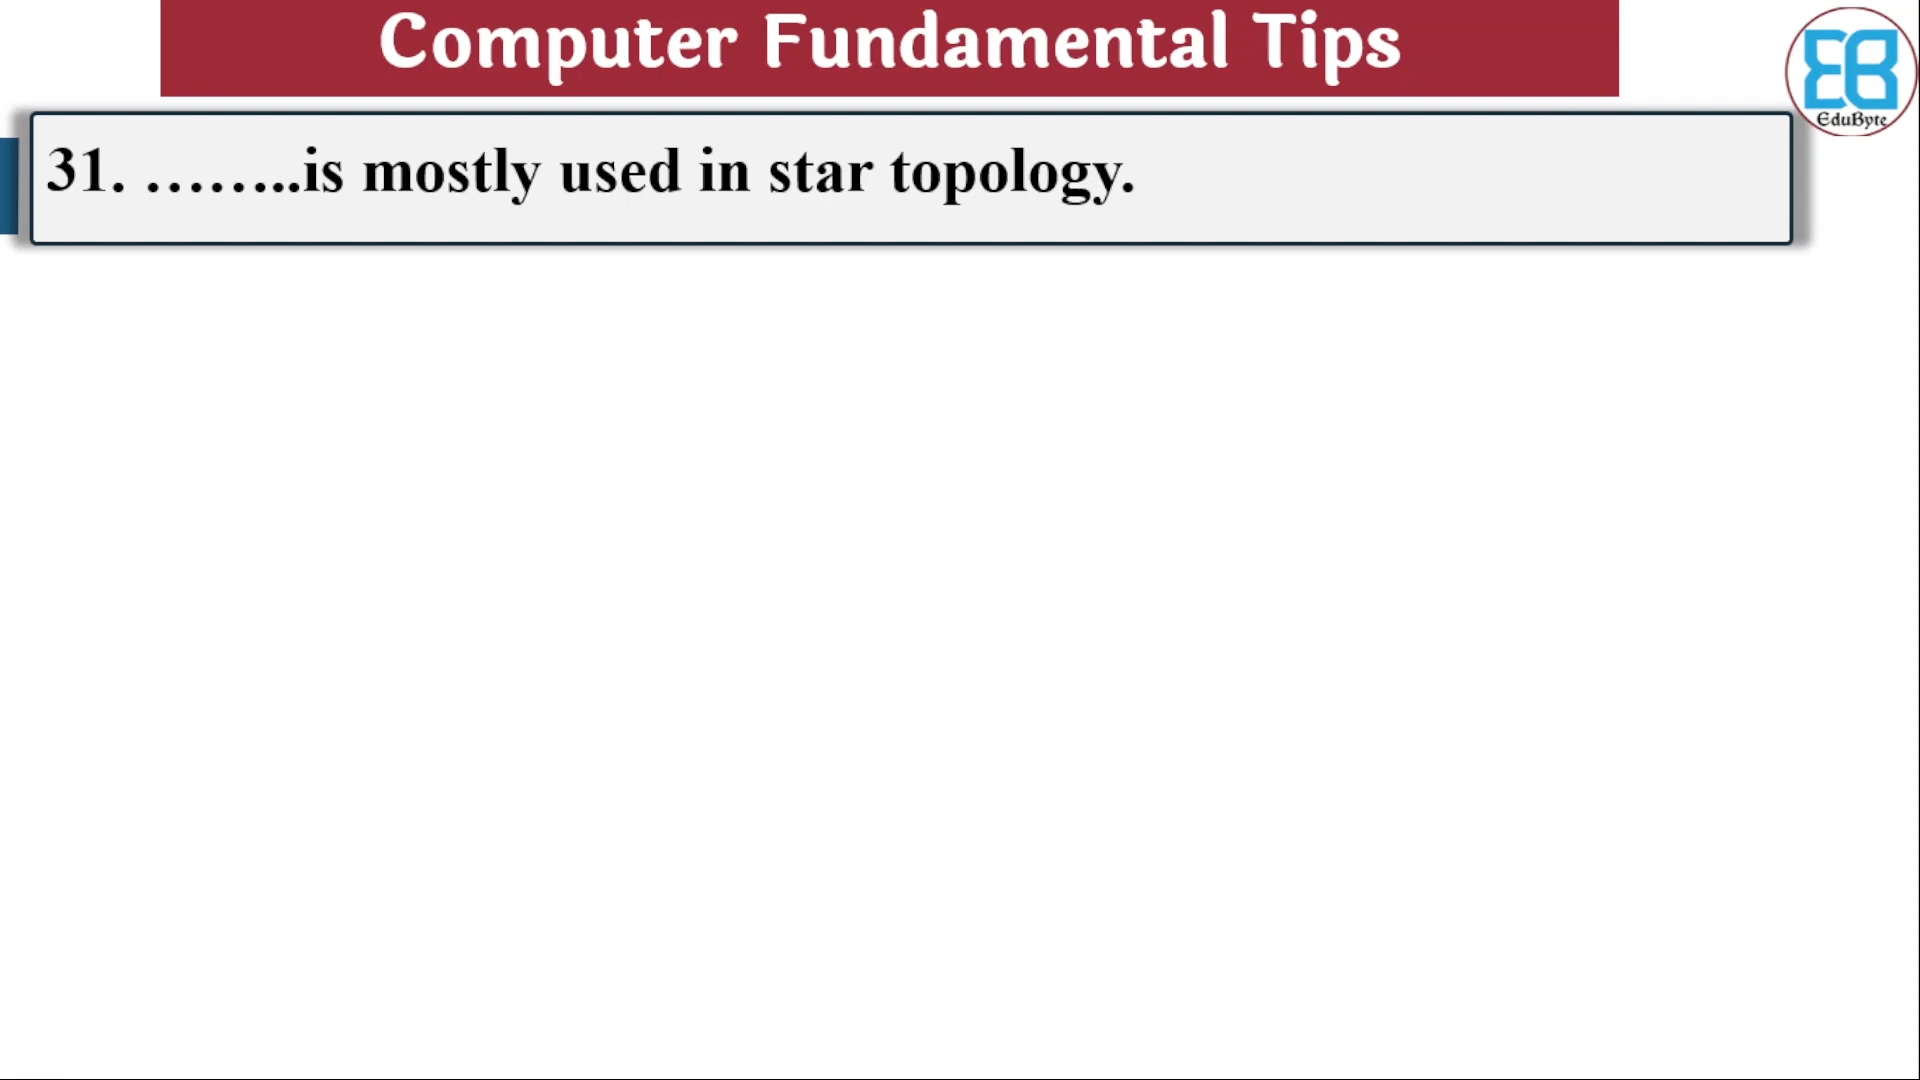 Computer Fundamental Tips
EduByte
31. ……..is mostly used in star topology.